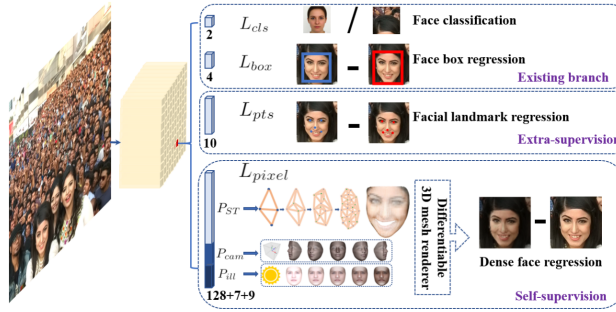 L_cls
/
Face classification
2
L_box
-
Face box regression
4
Existing branch
L_pts
-
Facial landmark regression
10
Extra-supervision
L_pixel
P_ST
P_cam
P_ill
128+7+9
Differentiable
3D mesh renderer
-
Dense face regression
Self-supervision